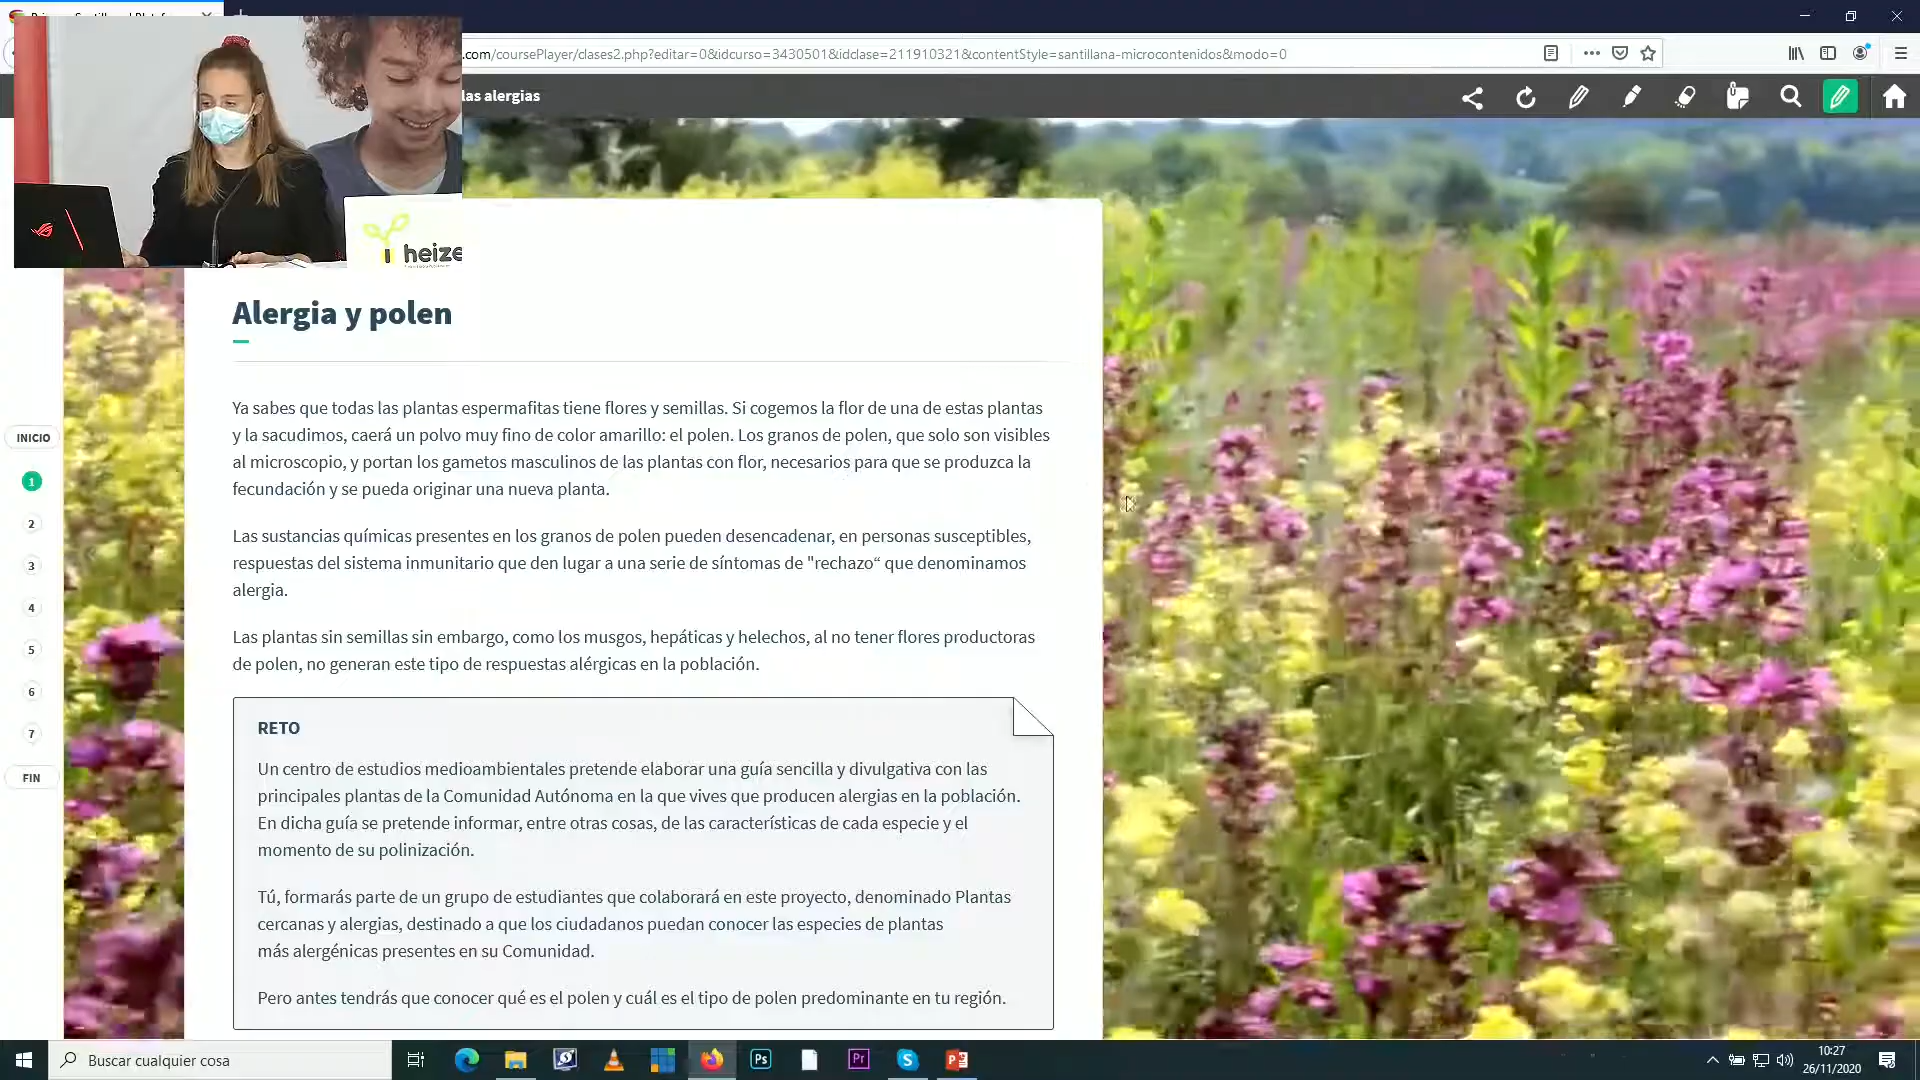 .com/coursePlayer/clases2.php?editar=0&idcurso=3430501&idclase=211910321&contentStyle=santillana-microcontenidos&modo=0
las alergias
heize
Alergia y polen
Ya sabes que todas las plantas espermafitas tiene flores y semillas. Si cogemos la flor de una de estas plantas
y la sacudimos, caerá un polvo muy fino de color amarillo: el polen. Los granos de polen, que solo son visibles
al microscopio, y portan los gametos masculinos de las plantas con flor, necesarios para que se produzca la
fecundación y se pueda originar una nueva planta.
Las sustancias químicas presentes en los granos de polen pueden desencadenar, en personas susceptibles,
respuestas del sistema inmunitario que den lugar a una serie de síntomas de "rechazo“ que denominamos
alergia.
Las plantas sin semillas sin embargo, como los musgos, hepáticas y helechos, al no tener flores productoras
de polen, no generan este tipo de respuestas alérgicas en la población.
RETO
Un centro de estudios medioambientales pretende elaborar una guía sencilla y divulgativa con las
principales plantas de la Comunidad Autónoma en la que vives que producen alergias en la población.
En dicha guía se pretende informar, entre otras cosas, de las características de cada especie y el
momento de su polinización.
Tú, formarás parte de un grupo de estudiantes que colaborará en este proyecto, denominado Plantas
cercanas y alergias, destinado a que los ciudadanos puedan conocer las especies de plantas
más alergénicas presentes en su Comunidad.
Pero antes tendrás que conocer qué es el polen y cuál es el tipo de polen predominante en tu región.
INICIO
1
2
3
4
5
6
7
FIN
Buscar cualquier cosa
Ps
Pr
S
P
10:27
26/11/2020